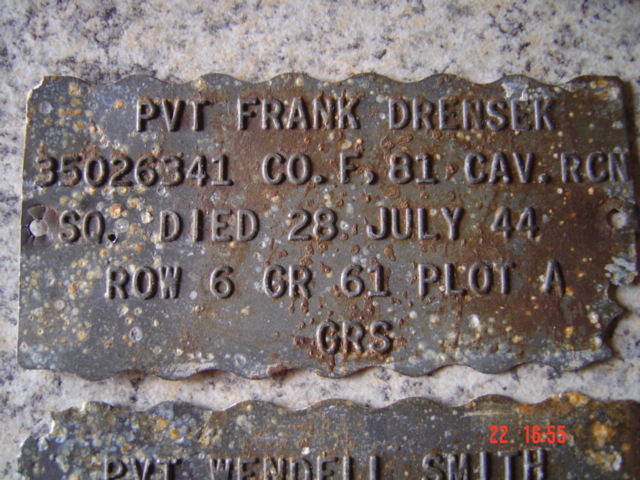 PVT FRANK DRENSEK
35026341 CO. F, 81 CAV. RCN
SQ. DIED 28 JULY 44
ROW 6 GR 61 PLOT A
GRS
22. 16:55
PVT WENDELL SMITH